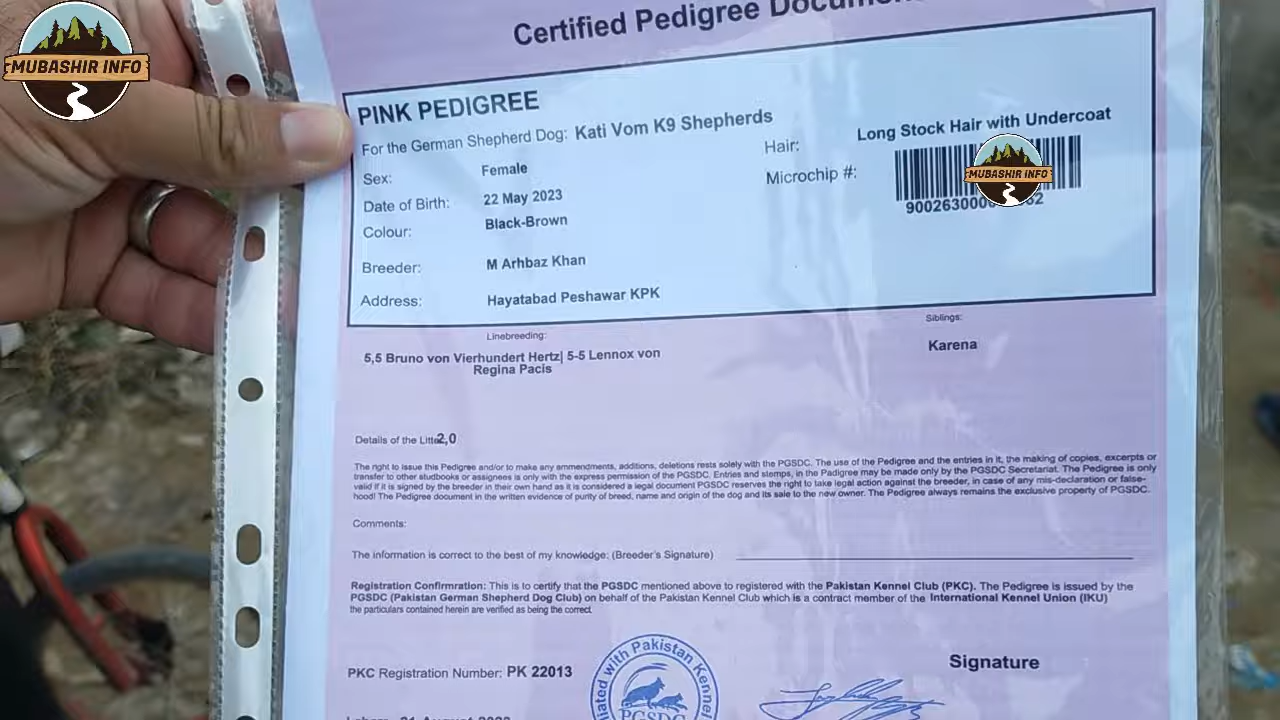 MUBASHIR INFO
Certified Pedigree
PINK PEDIGREE
For the German Shepherd Dog: Kati Vom K9 Shepherds
Sex: Female
Date of Birth: 22 May 2023
Colour: Black-Brown
Breeder: M Arhbaz Khan
Address: Hayatabad Peshawar KPK
Hair: Long Stock Hair with Undercoat
Microchip #:
MUBASHIR INFO
Linebreeding:
5,5 Bruno von Vierhundert Hertz| 5-5 Lennox von
Regina Pacis
Siblings:
Karena
Details of the 2,0
The right to issue this Pedigree and/or to make any ammendments, additions, deletions rests solely with the PGSDC. The use of the Pedigree and the entries in it, the making of copies, excerpts or
transfer to other studbooks or assignees is only with the express permission of the PGSDC. Entries and stemps, in the Padigree may be made only by the PGSDC Secretariat. The Pedigree is only
valid if it is signed by the breeder in their own hand as it is considered a legal document PGSDC reserves the right to take legal action against the breeder, in case of any mis-declaration or false-
hood! The Pedigree document in the written evidence of purity of breed, name and origin of the dog and its sale to the new owner. The Pedigree always remains the exclusive property of PGSDC.
Comments:
The information is correct to the best of my knowledge: (Breeder's Signature)
Registration Confirmration: This is to certify that the PGSDC mentioned above to registered with the Pakistan Kennel Club (PKC). The Pedigree is issued by the
PGSDC (Pakistan German Shepherd Dog Club) on behalf of the Pakistan Kennel Club which is a contract member of the International Kennel Union (IKU)
the particulars contained herein are verified as being the correct.
PKC Registration Number: PK 22013
with Pakistan Kennel
PGSDC
Signature